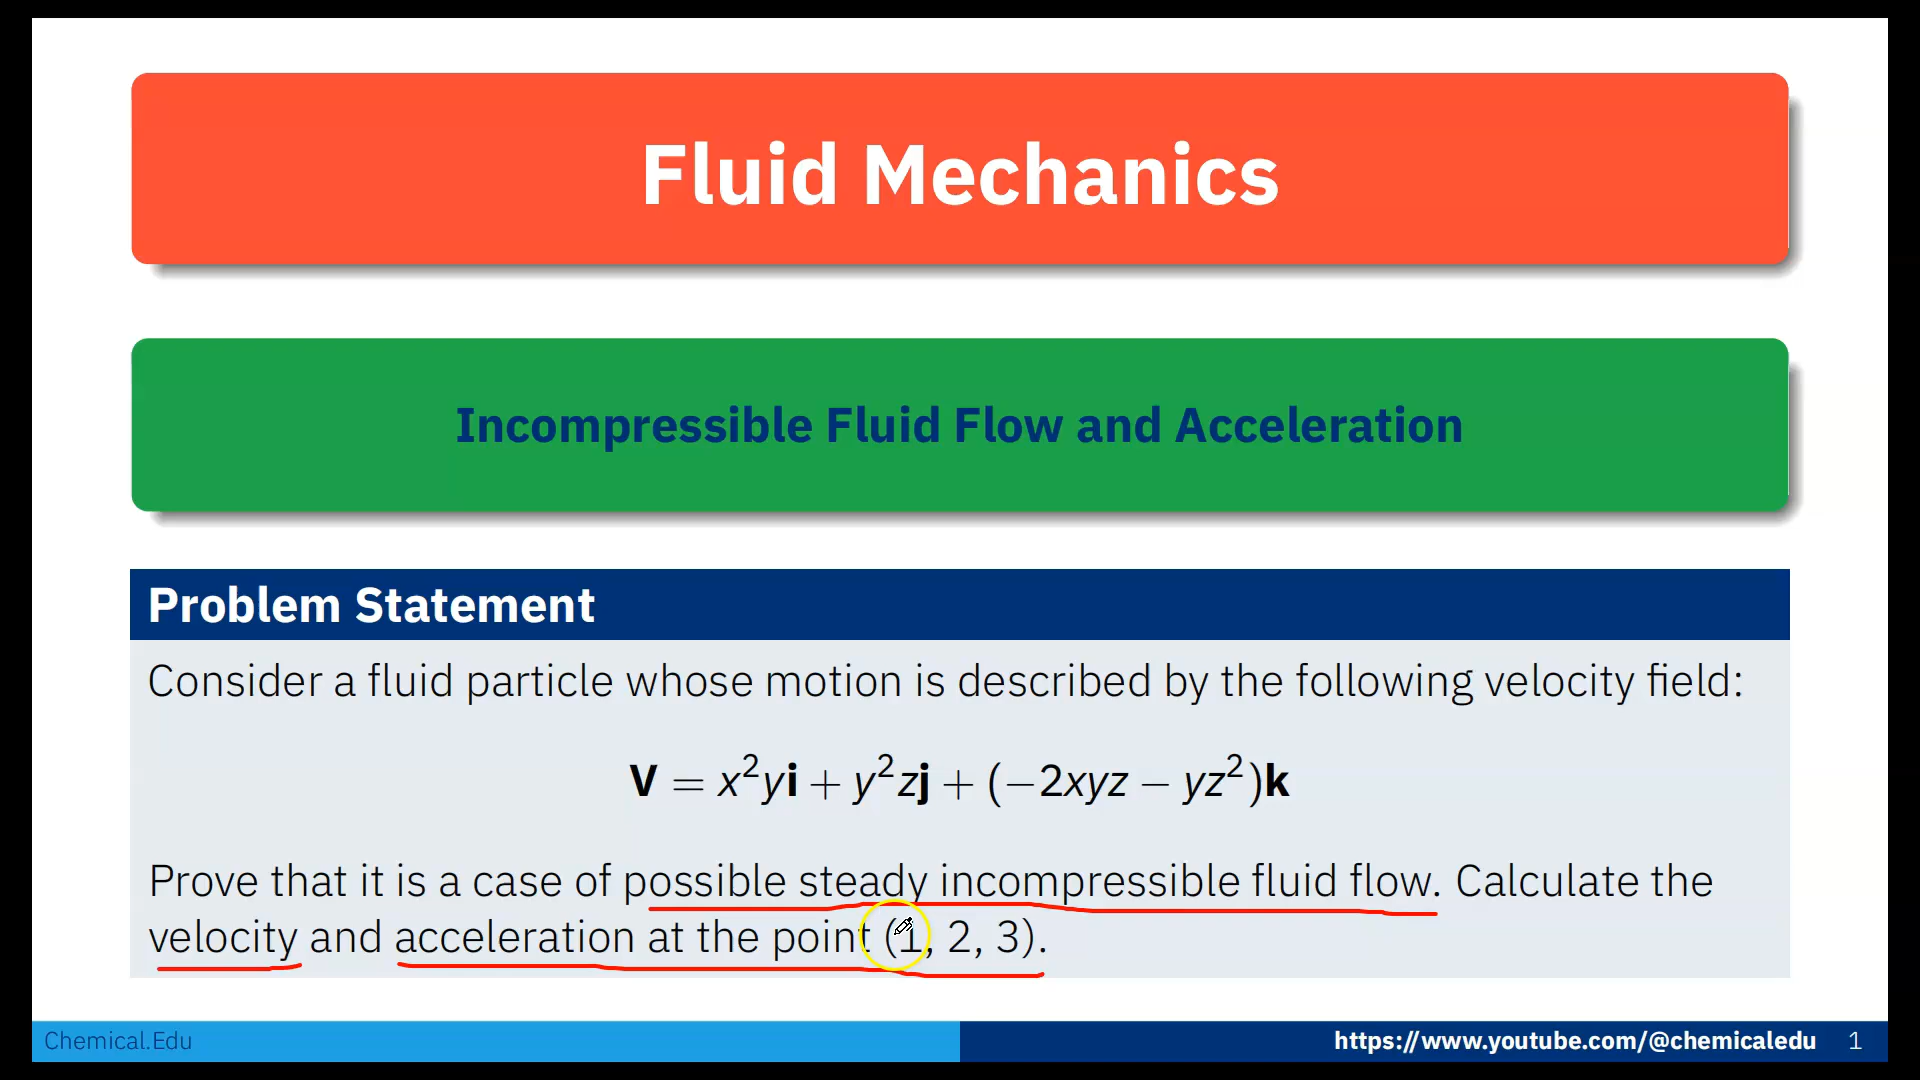 Fluid Mechanics
Incompressible Fluid Flow and Acceleration
Problem Statement
Consider a fluid particle whose motion is described by the following velocity field:
V = x²yi + y²zj + (−2xyz − yz²)k
Prove that it is a case of possible steady incompressible fluid flow. Calculate the
velocity and acceleration at the point (1, 2, 3).
Chemical.Edu
https://www.youtube.com/@chemicaledu 1